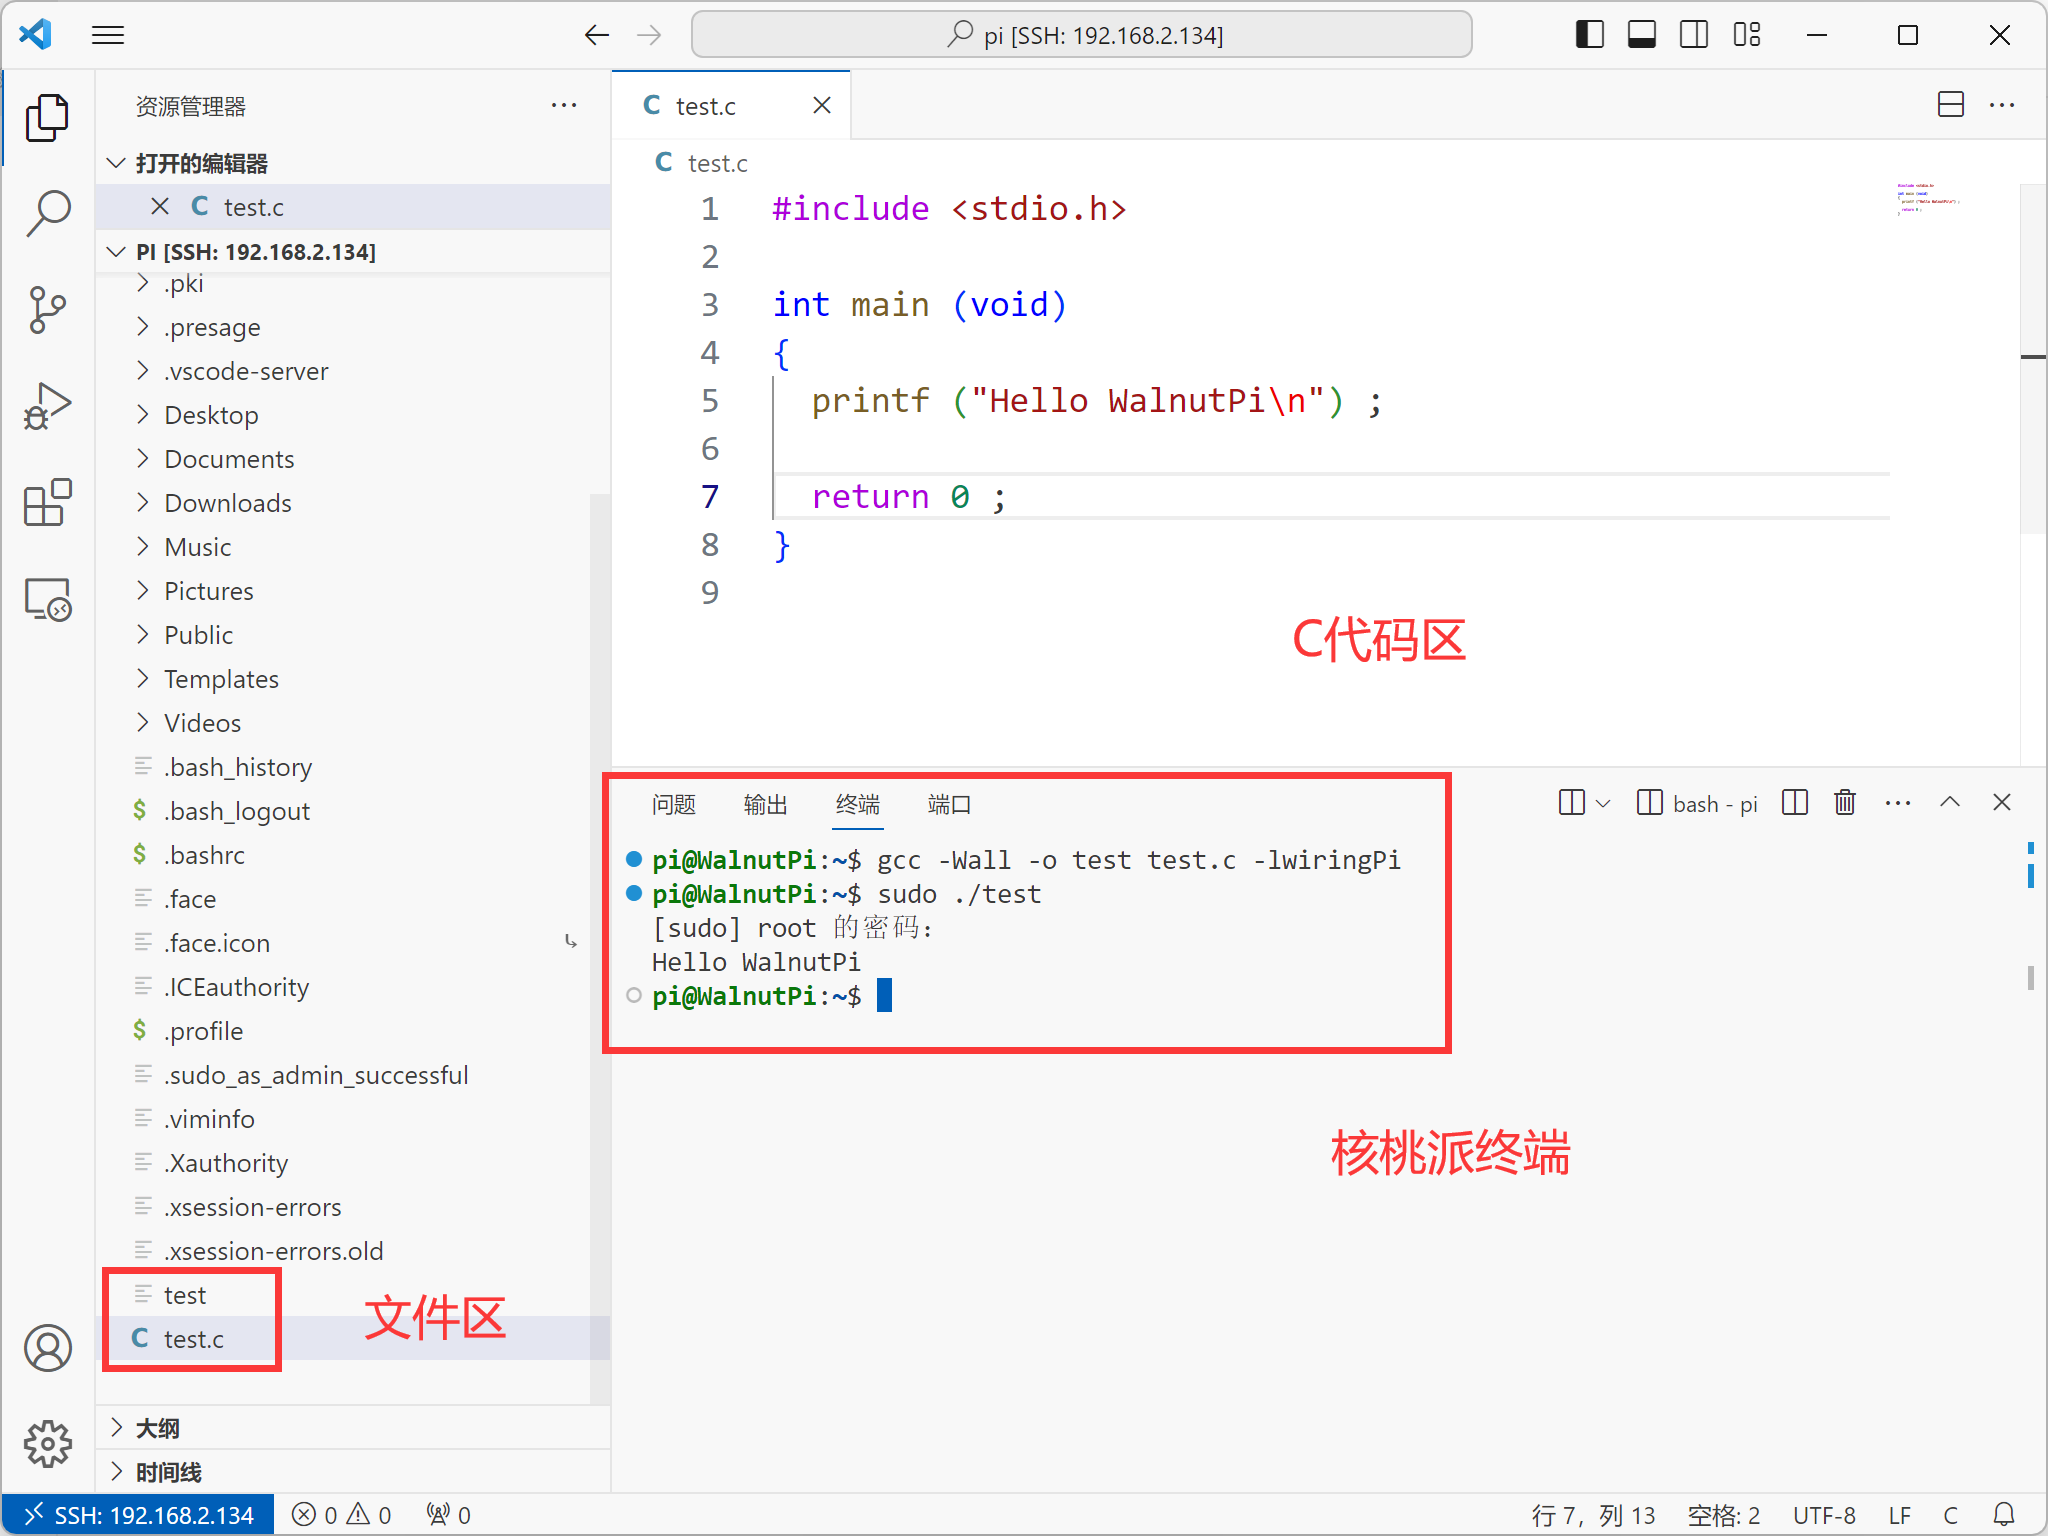 pi [SSH: 192.168.2.134]
资源管理器
打开的编辑器
C test.c
PI [SSH: 192.168.2.134]
.pki
.presage
.vscode-server
Desktop
Documents
Downloads
Music
Pictures
Public
Templates
Videos
.bash_history
$ .bash_logout
$ .bashrc
.face
.face.icon
.ICEauthority
$ .profile
.sudo_as_admin_successful
.viminfo
.Xauthority
.xsession-errors
.xsession-errors.old
test
C test.c
文件区
大纲
时间线
C test.c
C test.c
1 #include <stdio.h>
2
3 int main (void)
4 {
5 printf ("Hello WalnutPi\n") ;
6
7 return 0 ;
8 }
9
C代码区
问题 输出 终端 端口
bash - pi
pi@WalnutPi:~$ gcc -Wall -o test test.c -lwiringPi
pi@WalnutPi:~$ sudo ./test
[sudo] root 的密码：
Hello WalnutPi
pi@WalnutPi:~$
核桃派终端
SSH: 192.168.2.134 0 0 0 行 7，列 13 空格: 2 UTF-8 LF C